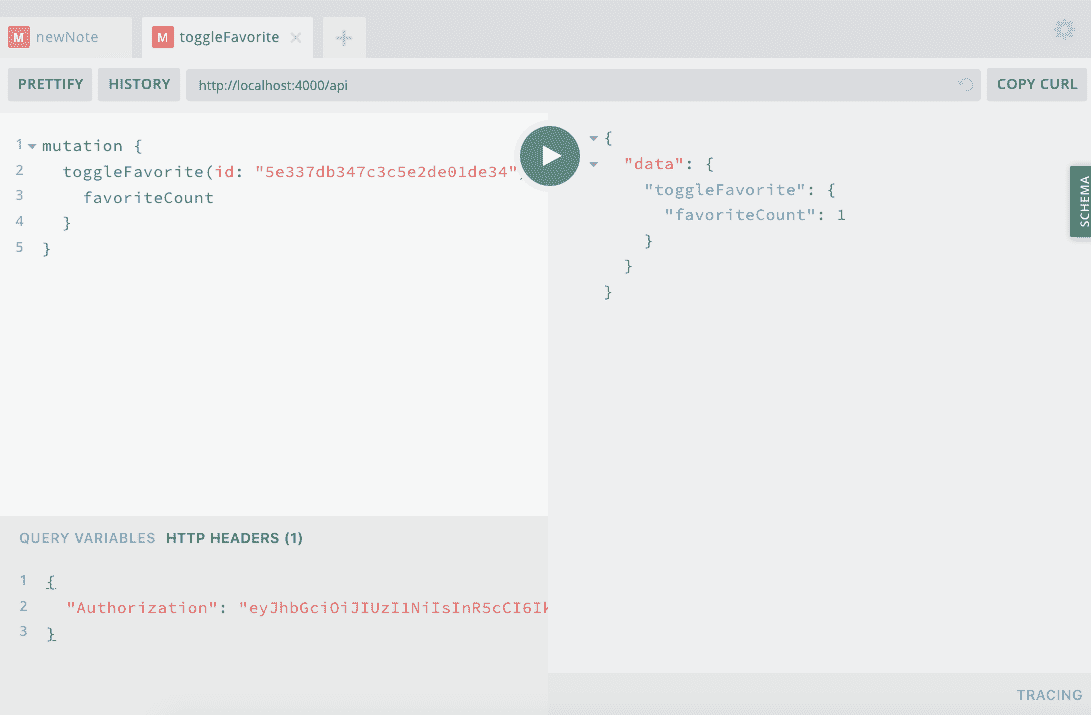 M newNote
M toggleFavorite
PRETTIFY
HISTORY
http://localhost:4000/api
COPY CURL
1 mutation {
2 toggleFavorite(id: "5e337db347c3c5e2de01de34"
3 favoriteCount
4 }
5 }
{
"data": {
"toggleFavorite": {
"favoriteCount": 1
}
}
}
SCHEMA
QUERY VARIABLES HTTP HEADERS (1)
1 {
2 "Authorization": "eyJhbGciOiJIUzI1NiIsInR5cCI6Ik
3 }
TRACING